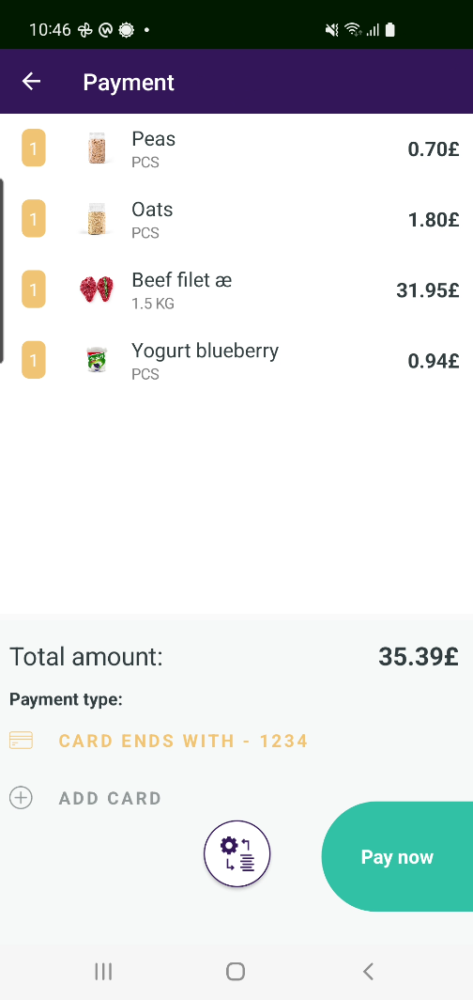 10:46
Payment
1
Peas
PCS
0.70£
1
Oats
PCS
1.80£
1
Beef filet æ
1.5 KG
31.95£
1
Yogurt blueberry
PCS
0.94£
Total amount:
35.39£
Payment type:
CARD ENDS WITH - 1234
ADD CARD
Pay now